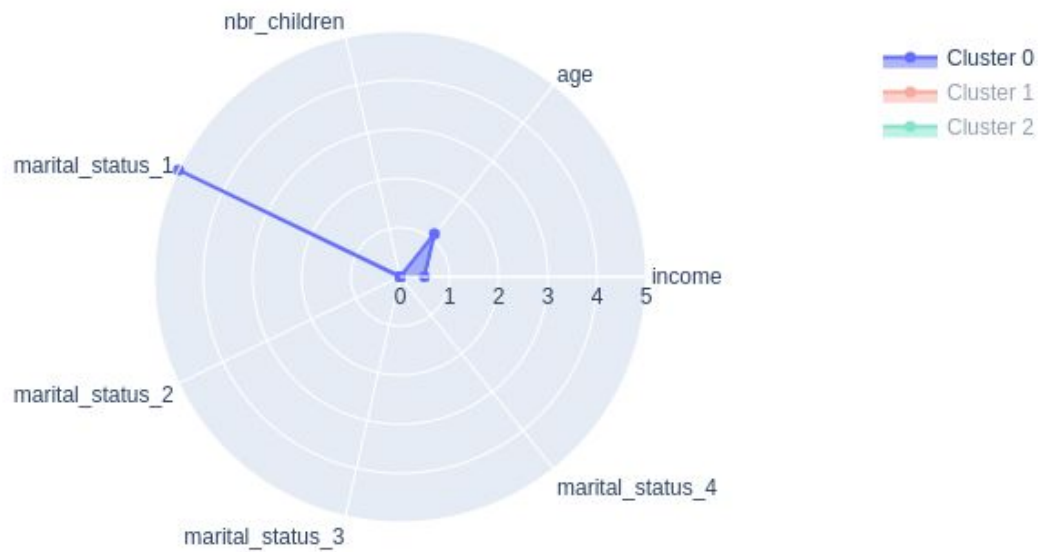 nbr_children
age
marital_status_1
income
0 1 2 3 4 5
marital_status_2
marital_status_4
marital_status_3
Cluster 0
Cluster 1
Cluster 2